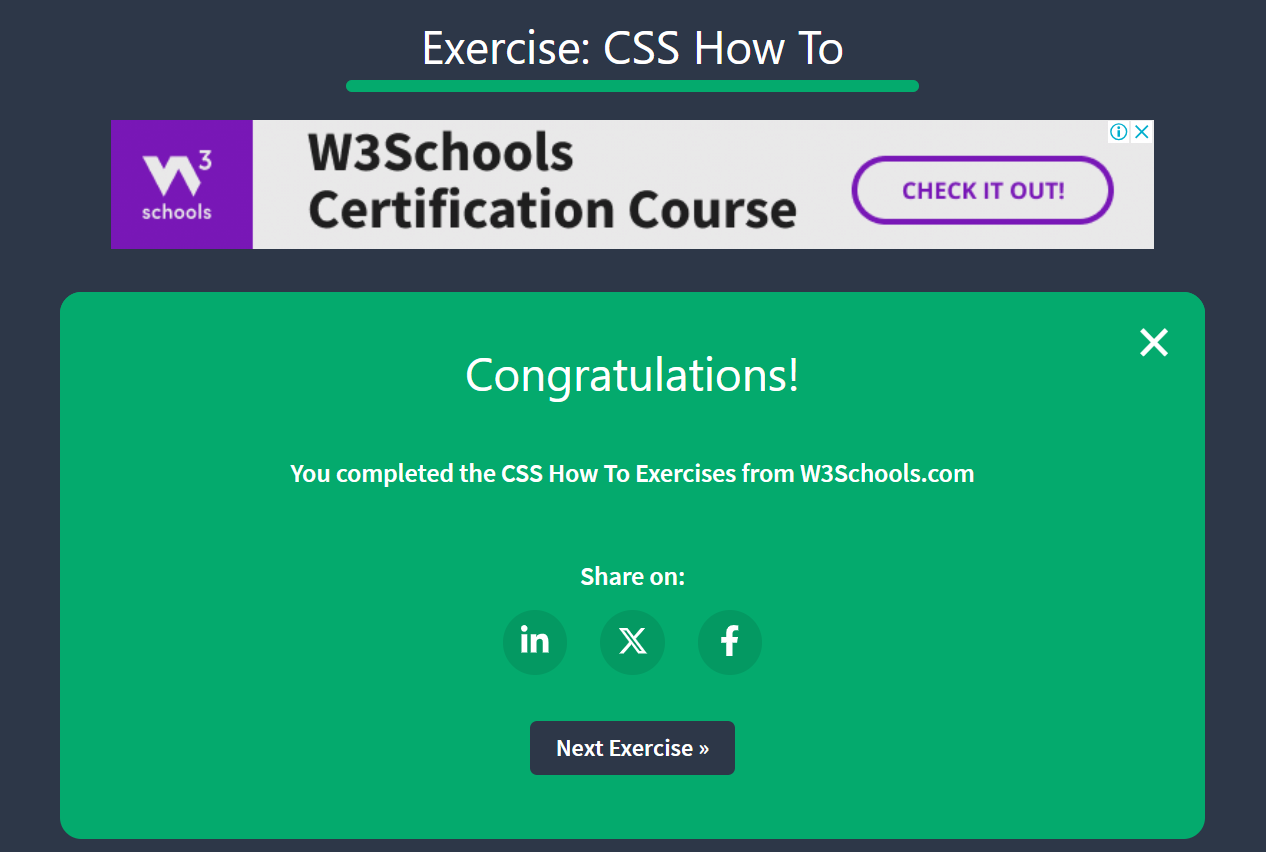 Exercise: CSS How To
W3Schools
Certification Course
W3
schools
CHECK IT OUT!
Congratulations!
You completed the CSS How To Exercises from W3Schools.com
Share on:
in
X
f
Next Exercise »